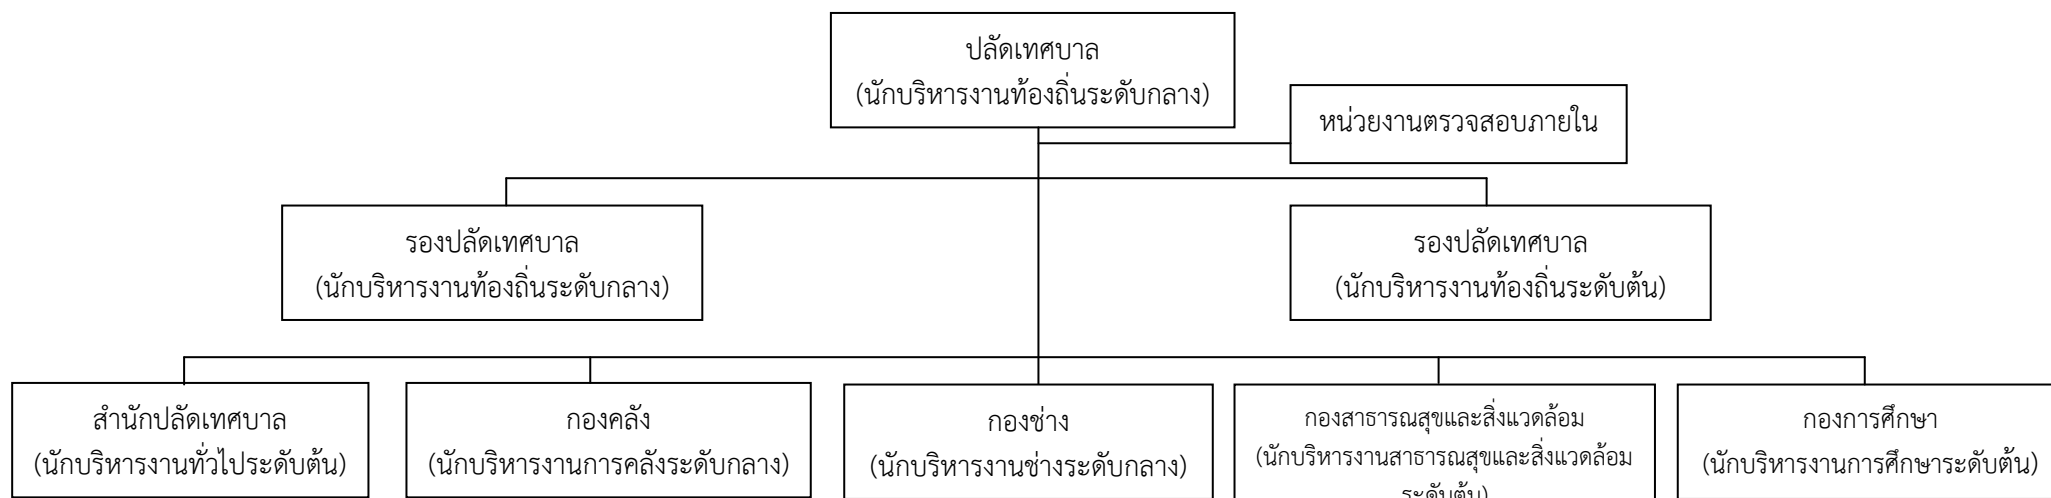 ปลัดเทศบาล
(นักบริหารงานท้องถิ่นระดับกลาง)
หน่วยงานตรวจสอบภายใน
รองปลัดเทศบาล
(นักบริหารงานท้องถิ่นระดับกลาง)
รองปลัดเทศบาล
(นักบริหารงานท้องถิ่นระดับต้น)
สำนักปลัดเทศบาล
(นักบริหารงานทั่วไประดับต้น)
กองคลัง
(นักบริหารงานการคลังระดับกลาง)
กองช่าง
(นักบริหารงานช่างระดับกลาง)
กองสาธารณสุขและสิ่งแวดล้อม
(นักบริหารงานสาธารณสุขและสิ่งแวดล้อม
ระดับต้น)
กองการศึกษา
(นักบริหารงานการศึกษาระดับต้น)